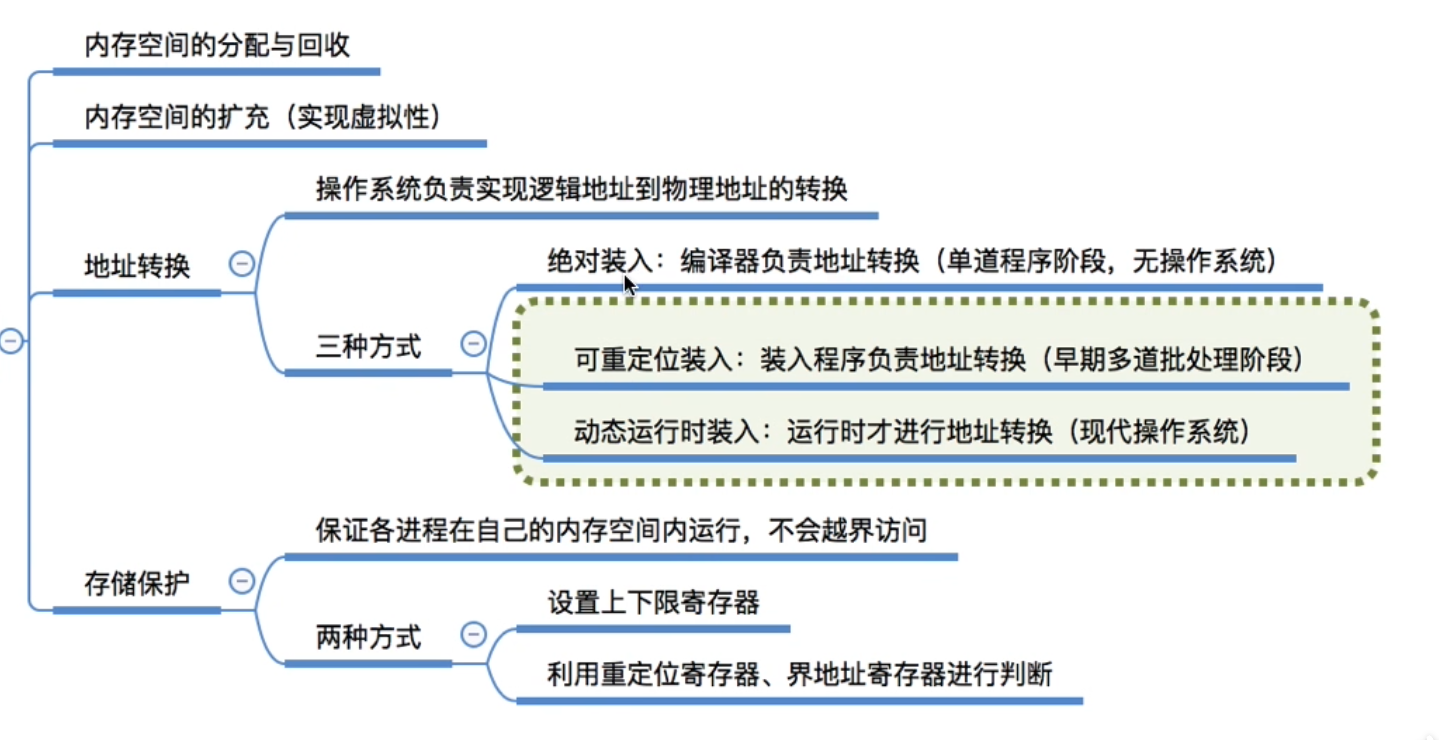 内存空间的分配与回收
内存空间的扩充（实现虚拟性）
操作系统负责实现逻辑地址到物理地址的转换
地址转换
绝对装入：编译器负责地址转换（单道程序阶段，无操作系统）
三种方式
可重定位装入：装入程序负责地址转换（早期多道批处理阶段）
动态运行时装入：运行时才进行地址转换（现代操作系统）
保证各进程在自己的内存空间内运行，不会越界访问
存储保护
设置上下限寄存器
两种方式
利用重定位寄存器、界地址寄存器进行判断